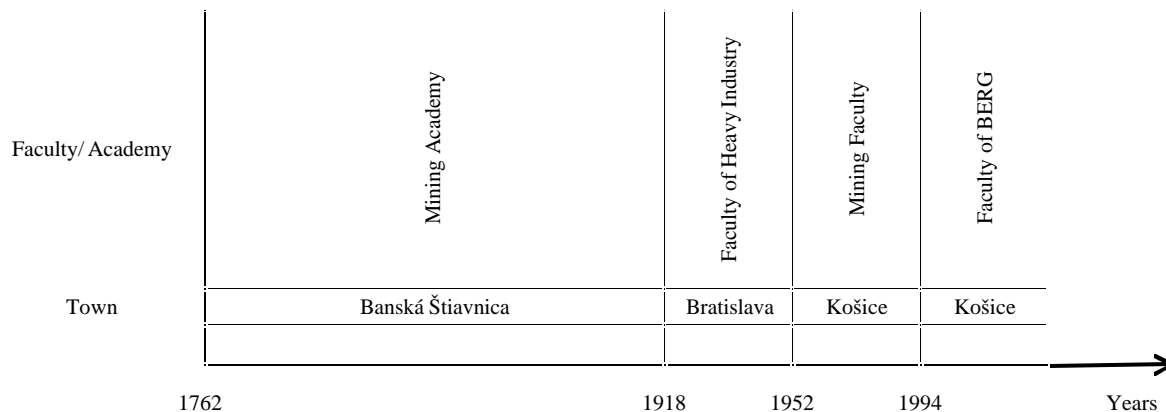 Faculty/ Academy
Mining Academy
Faculty of Heavy Industry
Mining Faculty
Faculty of BERG
Town
Banská Štiavnica
Bratislava
Košice
Košice
1762
1918
1952
1994
Years